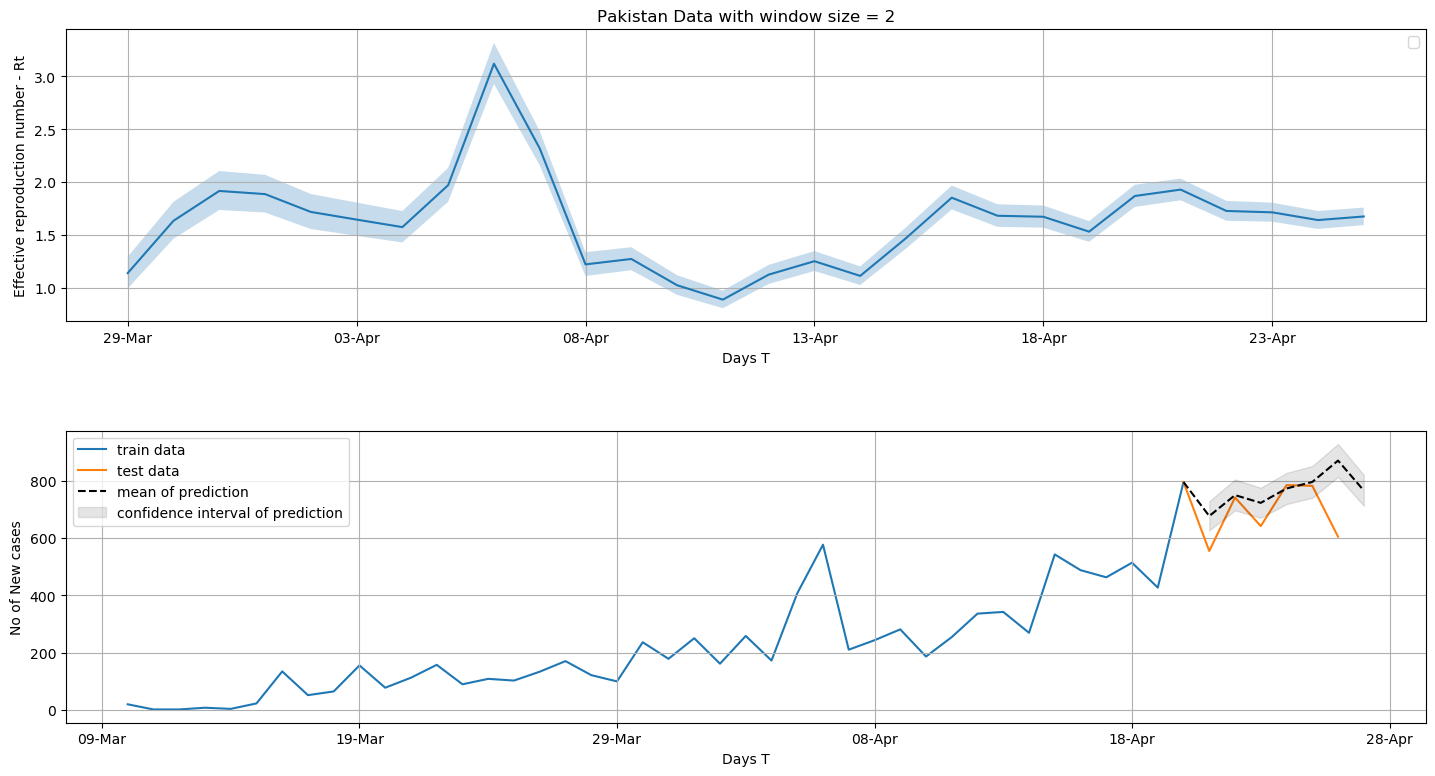 Pakistan Data with window size = 2
Effective reproduction number - Rt
3.0
2.5
2.0
1.5
1.0
29-Mar 03-Apr 08-Apr 13-Apr 18-Apr 23-Apr
Days T
No of New cases
train data
test data
mean of prediction
confidence interval of prediction
800
600
400
200
0
09-Mar 19-Mar 29-Mar 08-Apr 18-Apr 28-Apr
Days T